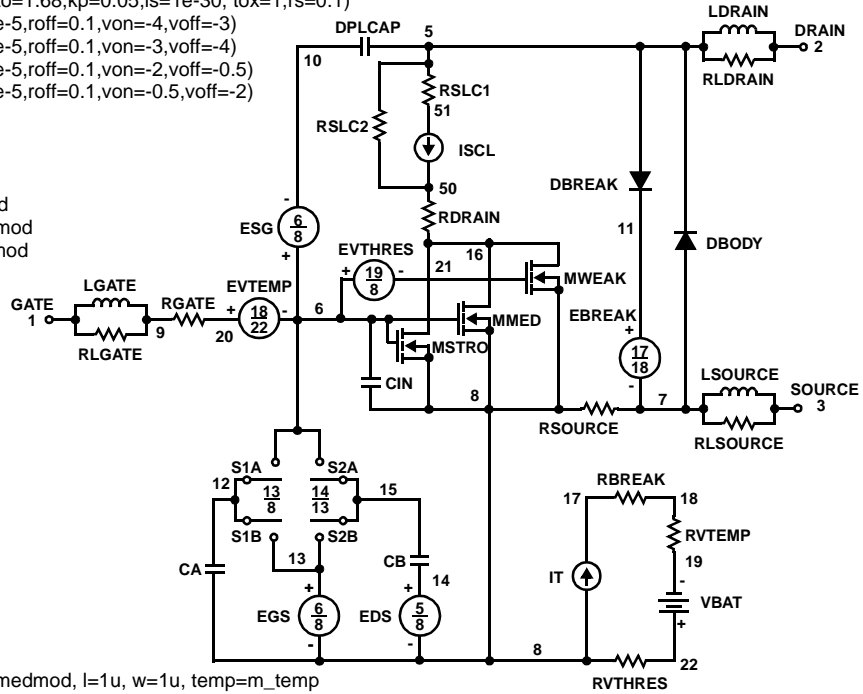 to=1.68,kp=0.05,is=1e-30, tox=1,rs=0.1)
e-5,roff=0.1,von=-4,voff=-3)
e-5,roff=0.1,von=-3,voff=-4)
e-5,roff=0.1,von=-2,voff=-0.5)
e-5,roff=0.1,von=-0.5,voff=-2)
d
mod
mod
LDRAIN
DPLCAP
5
DRAIN
2
10
RLDRAIN
RSLC1
51
RSLC2
ISCL
50
RDRAIN
DBREAK
11
DBODY
-
ESG
6
8
+
EVTHRES
+
19
8
-
21
16
MWEAK
LGATE
GATE
1
RLGATE
9
RGATE
20
EVTEMP
+
18
22
-
6
MMED
MSTRO
EBREAK
+
17
18
-
CIN
8
RSOURCE
7
LSOURCE
SOURCE
3
RLSOURCE
S1A
S2A
12
13
8
14
13
15
S1B
S2B
13
CA
CB
14
+
EGS
6
8
-
+
EDS
5
8
-
RBREAK
17
18
RVTEMP
19
IT
-
VBAT
+
8
22
RVTHRES
medmod, l=1u, w=1u, temp=m_temp